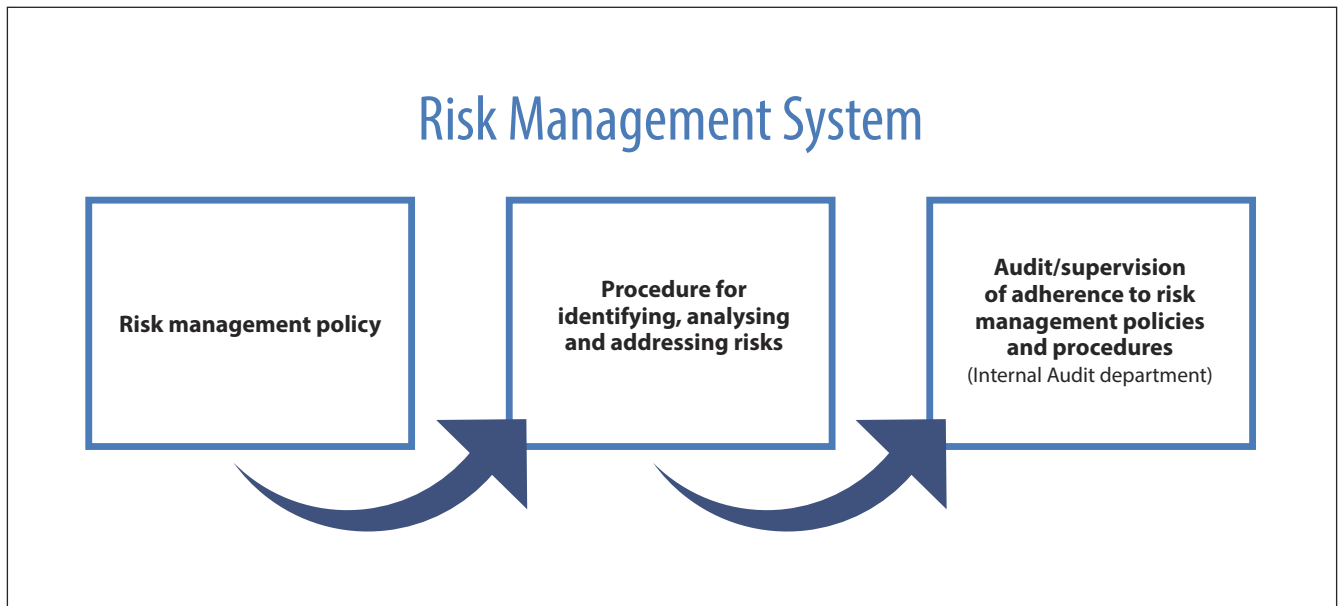 Risk Management System
Risk management policy
Procedure for
identifying, analysing
and addressing risks
Audit/supervision
of adherence to risk
management policies
and procedures
(Internal Audit department)